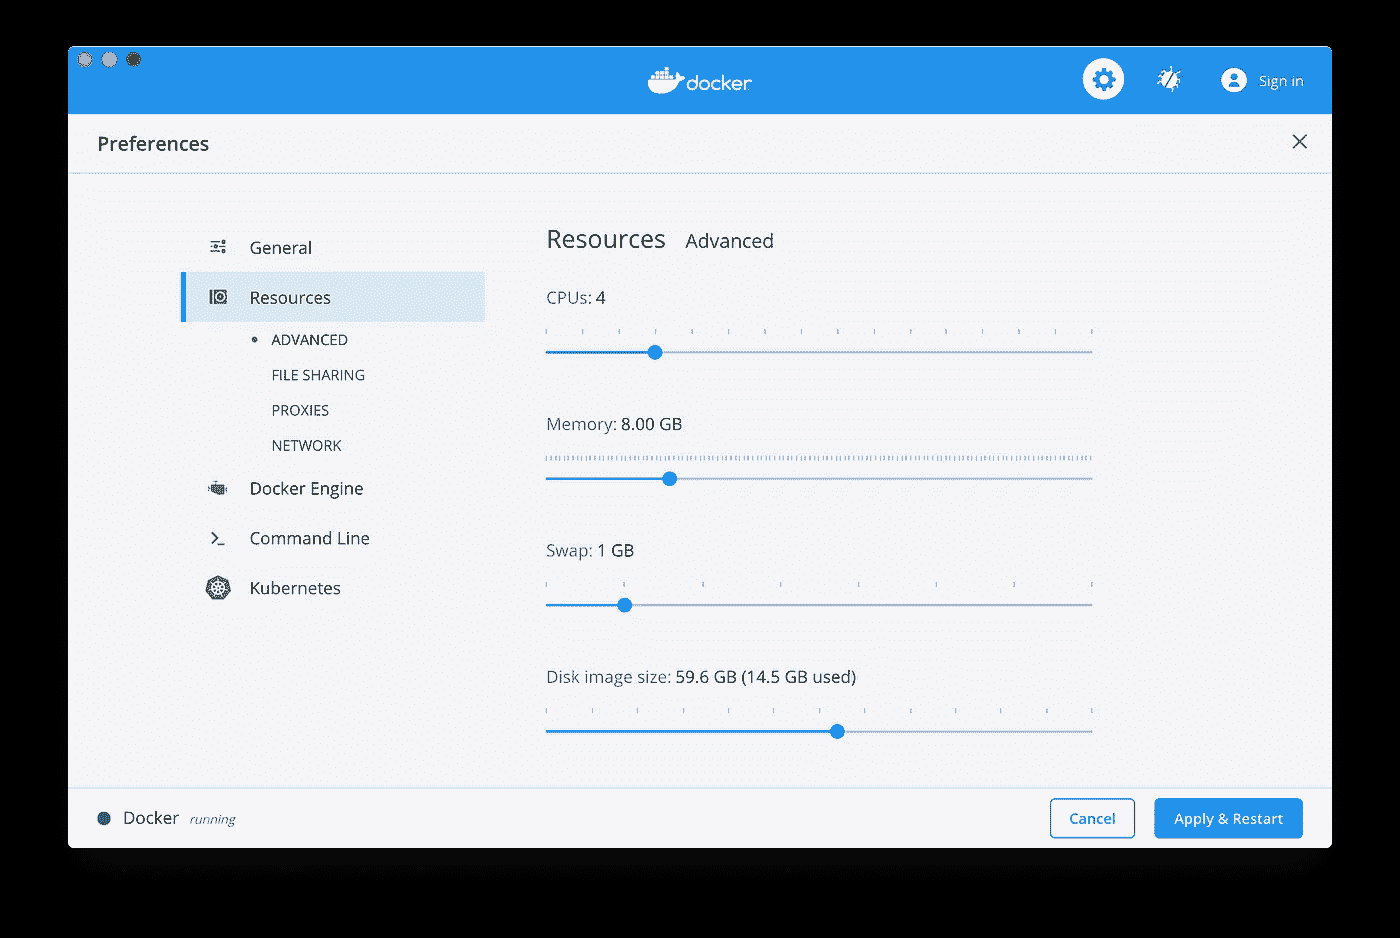 docker
Sign in
Preferences
General
Resources
ADVANCED
FILE SHARING
PROXIES
NETWORK
Docker Engine
Command Line
Kubernetes
Resources Advanced
CPUs: 4
Memory: 8.00 GB
Swap: 1 GB
Disk image size: 59.6 GB (14.5 GB used)
Docker running
Cancel
Apply & Restart